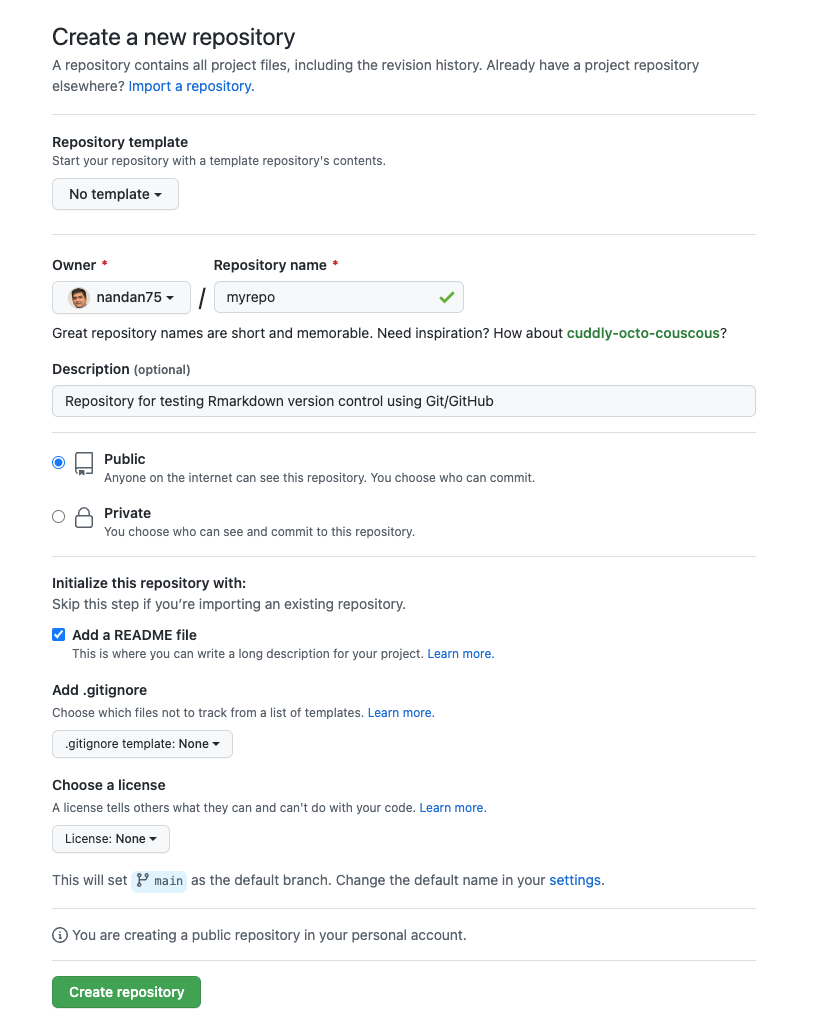 Create a new repository
A repository contains all project files, including the revision history. Already have a project repository
elsewhere? Import a repository.
Repository template
Start your repository with a template repository's contents.
No template
Owner * Repository name *
nandan75 / myrepo
Great repository names are short and memorable. Need inspiration? How about cuddly-octo-couscous?
Description (optional)
Repository for testing Rmarkdown version control using Git/GitHub
Public
Anyone on the internet can see this repository. You choose who can commit.
Private
You choose who can see and commit to this repository.
Initialize this repository with:
Skip this step if you’re importing an existing repository.
Add a README file
This is where you can write a long description for your project. Learn more.
Add .gitignore
Choose which files not to track from a list of templates. Learn more.
.gitignore template: None
Choose a license
A license tells others what they can and can't do with your code. Learn more.
License: None
This will set main as the default branch. Change the default name in your settings.
You are creating a public repository in your personal account.
Create repository